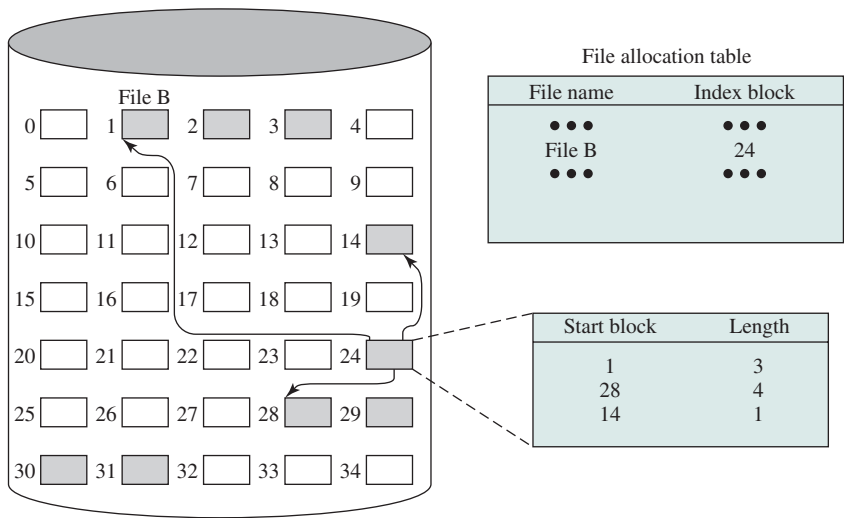 File allocation table
File name Index block
••• •••
File B 24
••• •••
File B
0 1 2 3 4
5 6 7 8 9
10 11 12 13 14
15 16 17 18 19
20 21 22 23 24
25 26 27 28 29
30 31 32 33 34
Start block Length
1 3
28 4
14 1